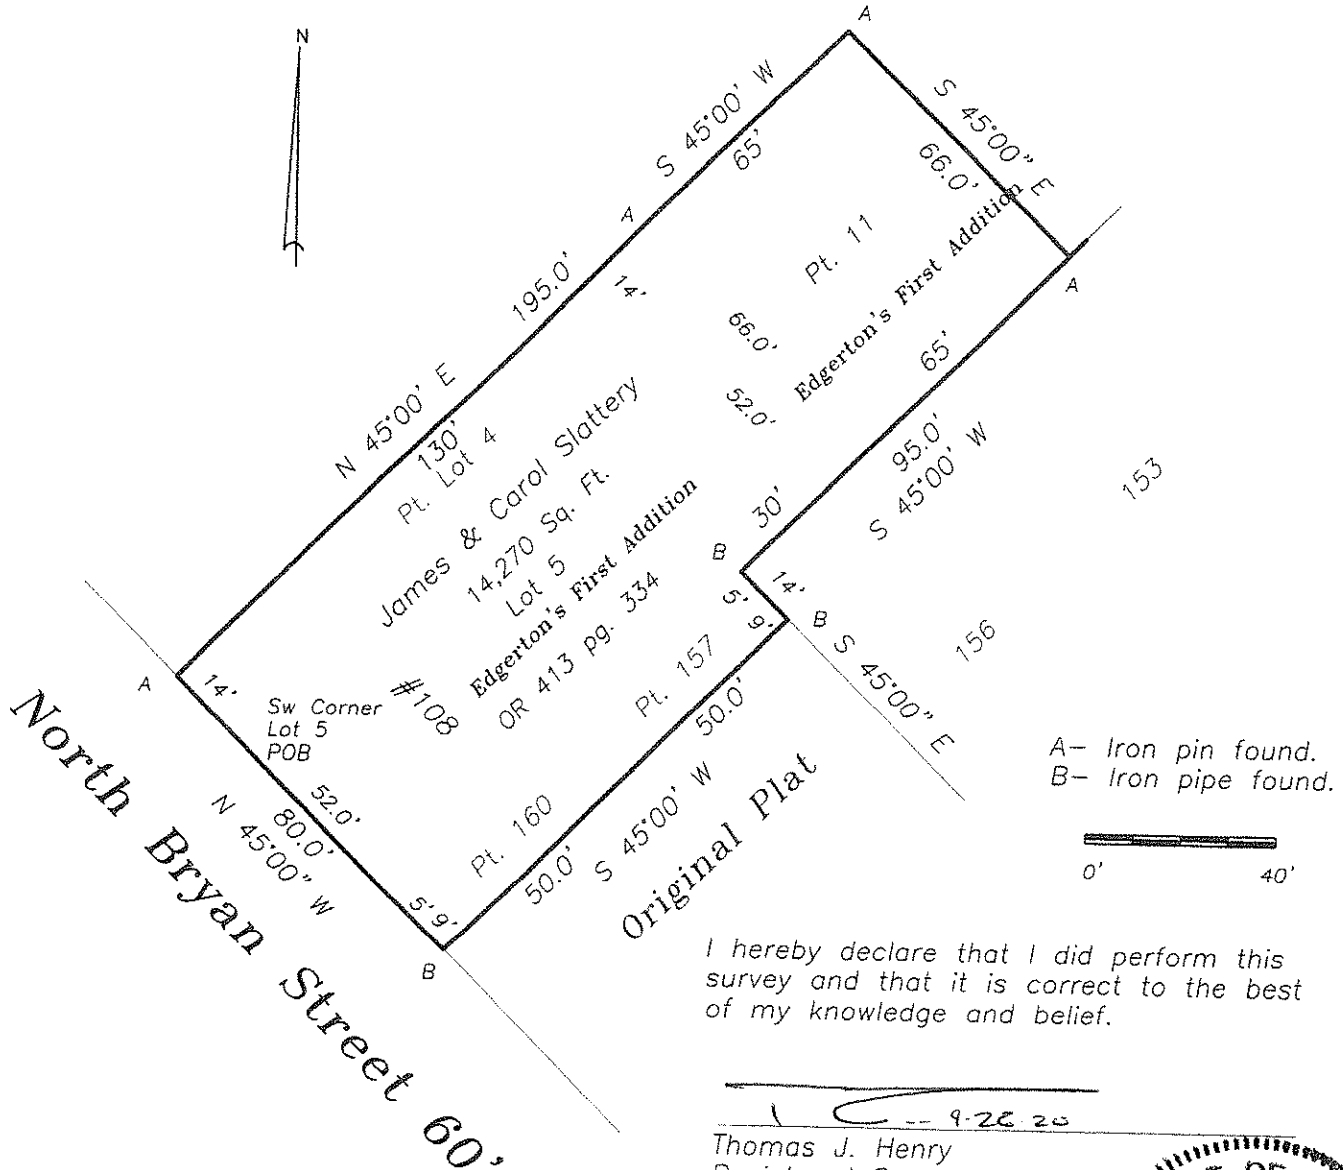 N
A
S 45°00' W
65'
S 45°00" E
66.0'
A
14'
195.0'
Pt. 11
Edgerton's First Addition
66.0'
52.0'
A
65'
95.0'
S 45°00' W
30'
153
N 45°00' E
130'
Pt. Lot 4
James & Carol Slattery
14,270 Sq. Ft.
Lot 5
Edgerton's First Addition
OR 413 pg. 334
#108
B
14'
5' 9'
B
S 45°00" E
156
Pt. 157
50.0'
A
14'
Sw Corner
Lot 5
POB
52.0'
80.0'
N 45°00" W
5' 9'
Pt. 160
50.0'
S 45°00' W
Original Plat
B
North Bryan Street 60'
A- Iron pin found.
B- Iron pipe found.
0' 40'
I hereby declare that I did perform this
survey and that it is correct to the best
of my knowledge and belief.
Thomas J. Henry